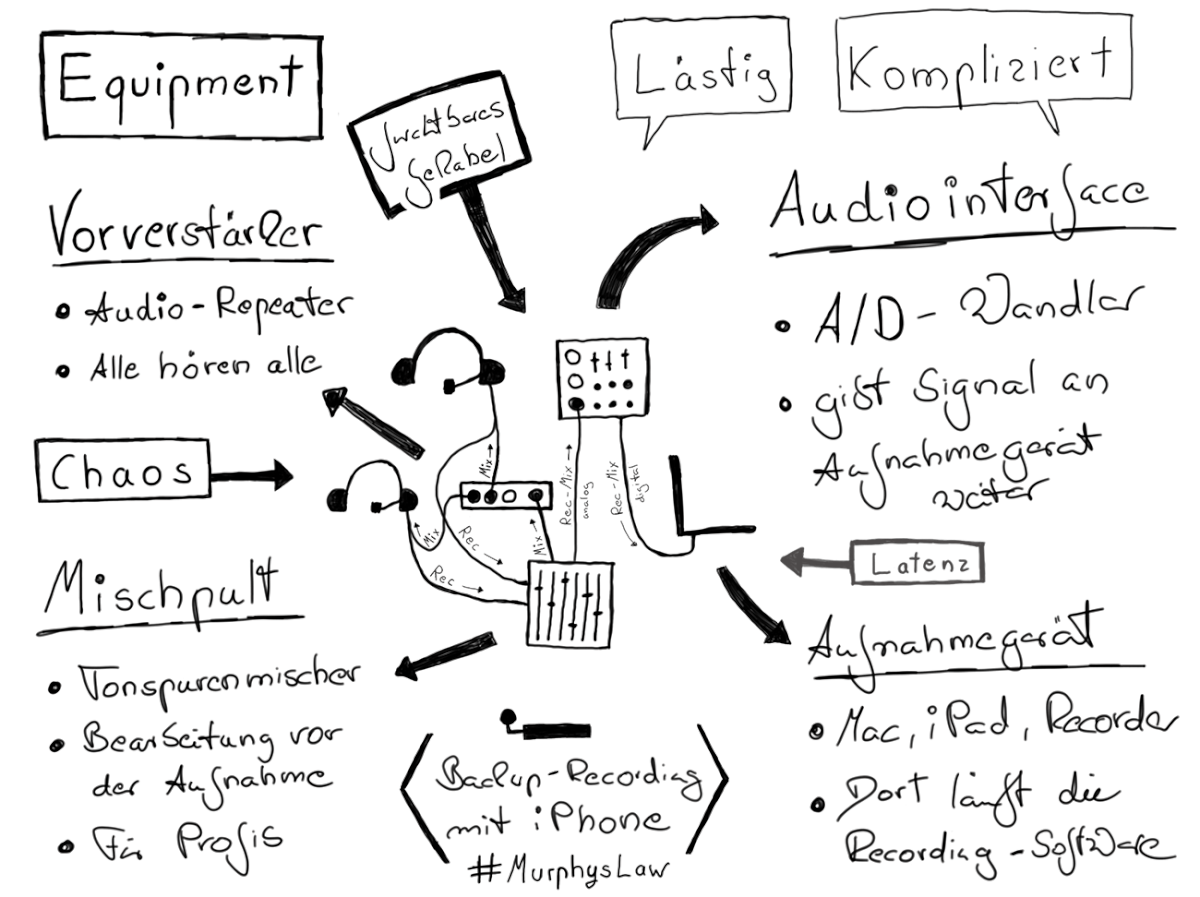 Equipment
furchtbares
Gekabel
Lästig
Kompliziert
Vorverstärker
• Audio-Repeater
• Alle hören alle
Audiointerface
• A/D-Wandler
• gibt Signal an
Aufnahmegerät
weiter
Chaos
Mix →
Mix →
Rec →
Rec →
Mix →
Rec-Mix →
analog
← Rec-Mix
digital
Latenz
Mischpult
• Tonspurenmischer
• Bearbeitung vor
der Aufnahme
• Für Profis
Aufnahmegerät
• Mac, iPad, Recorder
• Dort läuft die
Recording-Software
Backup-Recording
mit iPhone
#MurphysLaw